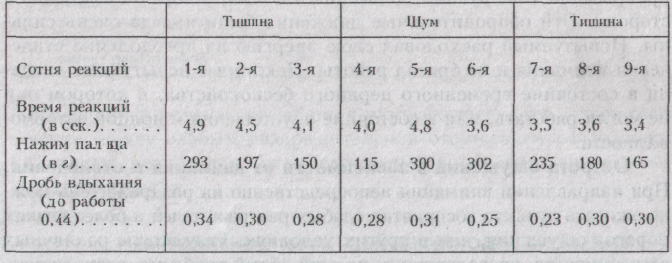 Тишина Шум Тишина
Сотня реакций 1-я 2-я 3-я 4-я 5-я 6-я 7-я 8-я 9-я
Время реакций
(в сек.). . . . . . . 4,9 4,5 4,1 4,0 4,8 3,6 3,5 3,6 3,4
Нажим пальца
(в г). . . . . . . . . 293 197 150 115 300 302 235 180 165
Дробь вдыхния
(до работы
0,44). . . . . . . . . 0,34 0,30 0,28 0,28 0,31 0,25 0,23 0,30 0,30